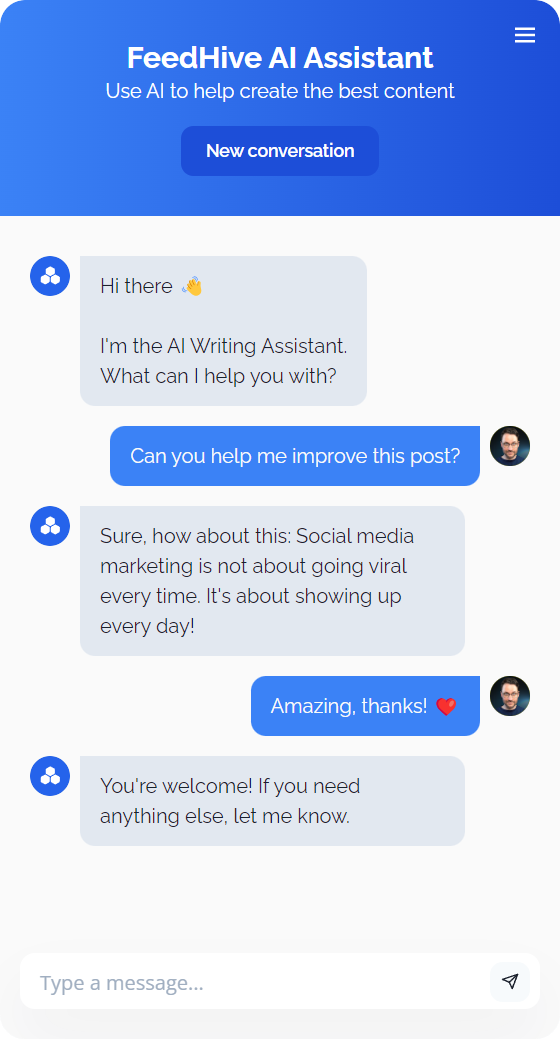 FeedHive AI Assistant
Use AI to help create the best content
New conversation
Hi there 👋
I'm the AI Writing Assistant.
What can I help you with?
Can you help me improve this post?
Sure, how about this: Social media
marketing is not about going viral
every time. It's about showing up
every day!
Amazing, thanks! ❤️
You're welcome! If you need
anything else, let me know.
Type a message...